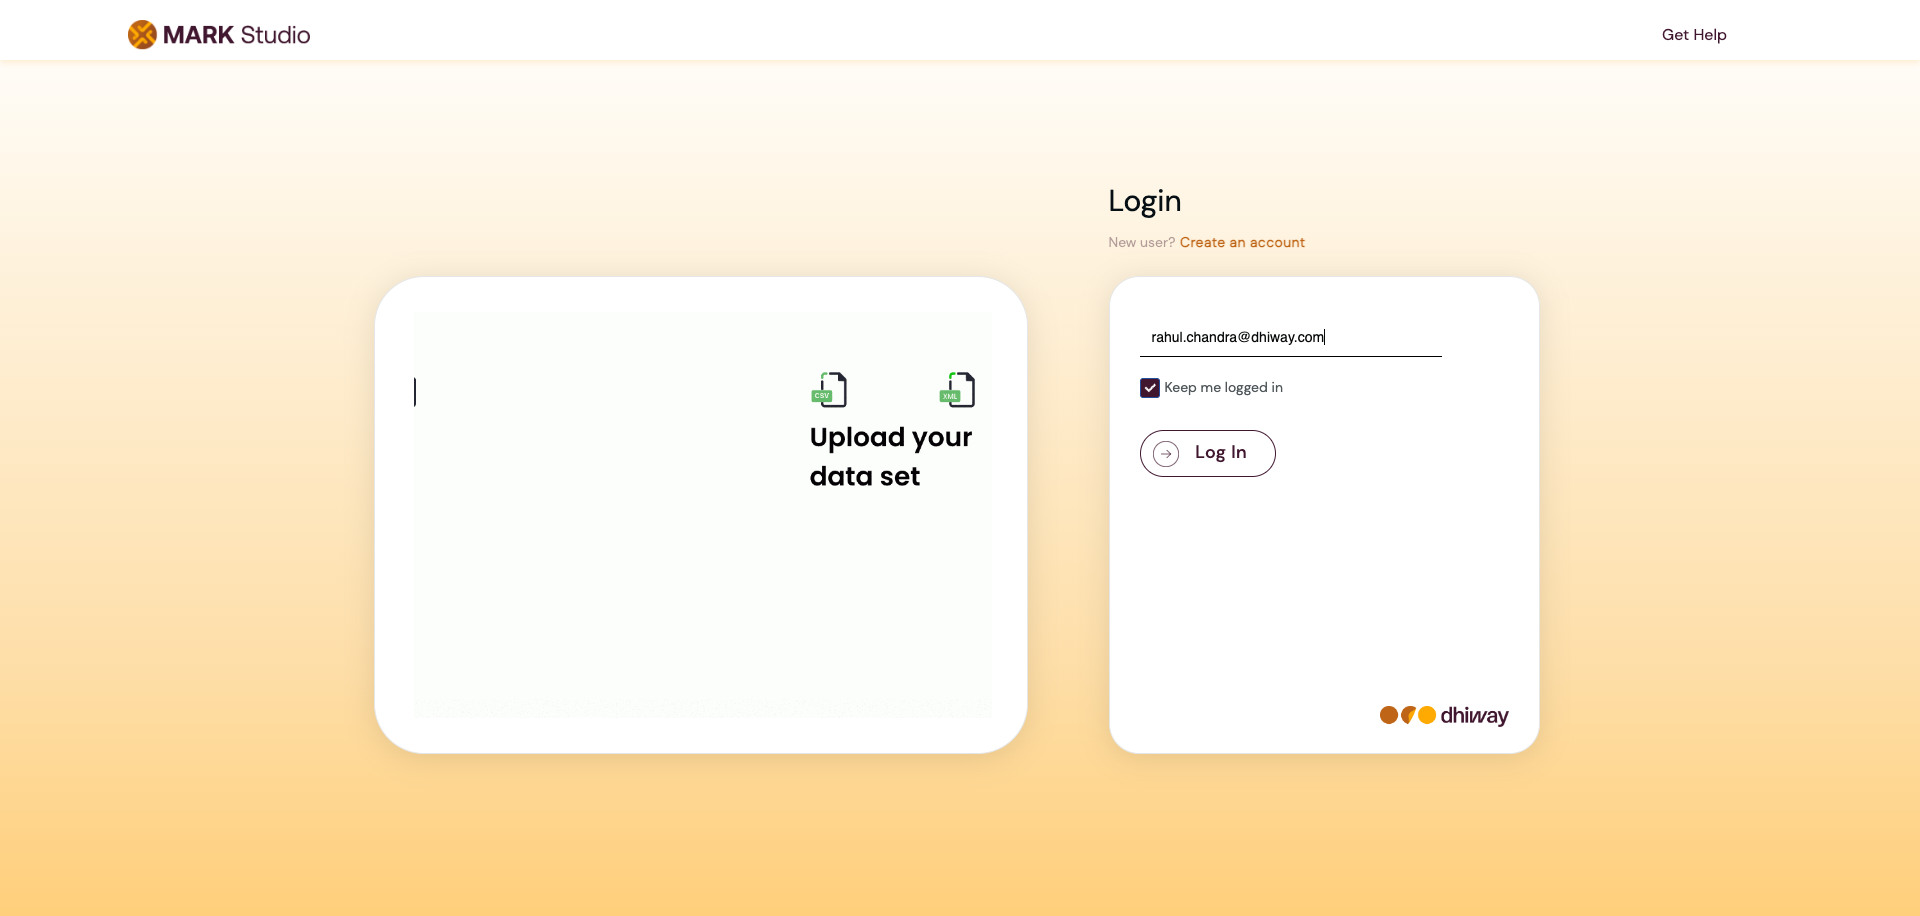 MARK Studio
Get Help
Login
New user? Create an account
CSV
XML
Upload your
data set
rahul.chandra@dhiway.com
Keep me logged in
Log In
dhiway